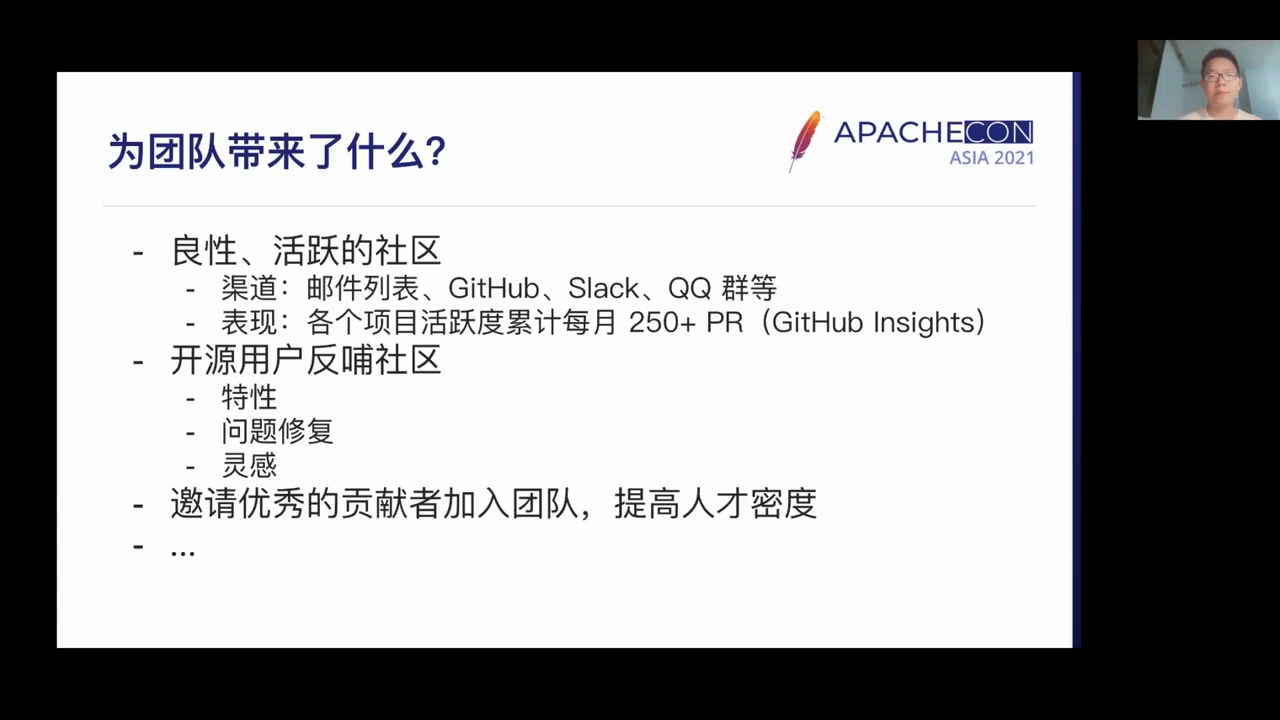 为团队带来了什么?
APACHECON
ASIA 2021
- 良性、活跃的社区
- 渠道：邮件列表、GitHub、Slack、QQ 群等
- 表现：各个项目活跃度累计每月 250+ PR（GitHub Insights）
- 开源用户反哺社区
- 特性
- 问题修复
- 灵感
- 邀请优秀的贡献者加入团队，提高人才密度
- ...